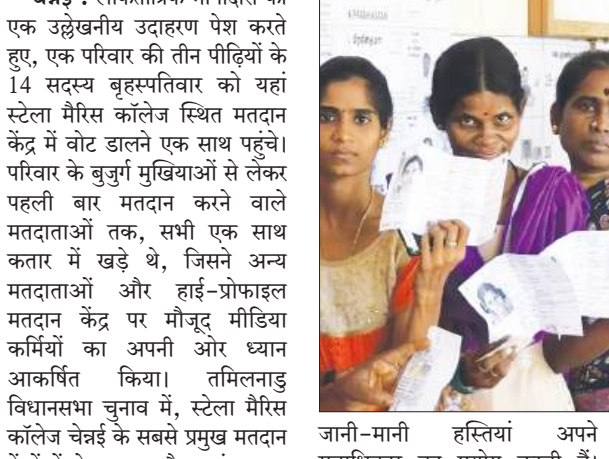 चेन्नई : लोकतांत्रिक भागीदारी का
एक उल्लेखनीय उदाहरण पेश करते
हुए, एक परिवार की तीन पीढ़ियों के
14 सदस्य बृहस्पतिवार को यहां
स्टेला मैरिस कॉलेज स्थित मतदान
केंद्र में वोट डालने एक साथ पहुंचे।
परिवार के बुजुर्ग मुखियाओं से लेकर
पहली बार मतदान करने वाले
मतदाताओं तक, सभी एक साथ
कतार में खड़े थे, जिसने अन्य
मतदाताओं और हाई-प्रोफाइल
मतदान केंद्र पर मौजूद मीडिया
कर्मियों का अपनी ओर ध्यान
आकर्षित किया। तमिलनाडु
विधानसभा चुनाव में, स्टेला मैरिस
कॉलेज चेन्नई के सबसे प्रमुख मतदान
जानी-मानी हस्तियां अपने